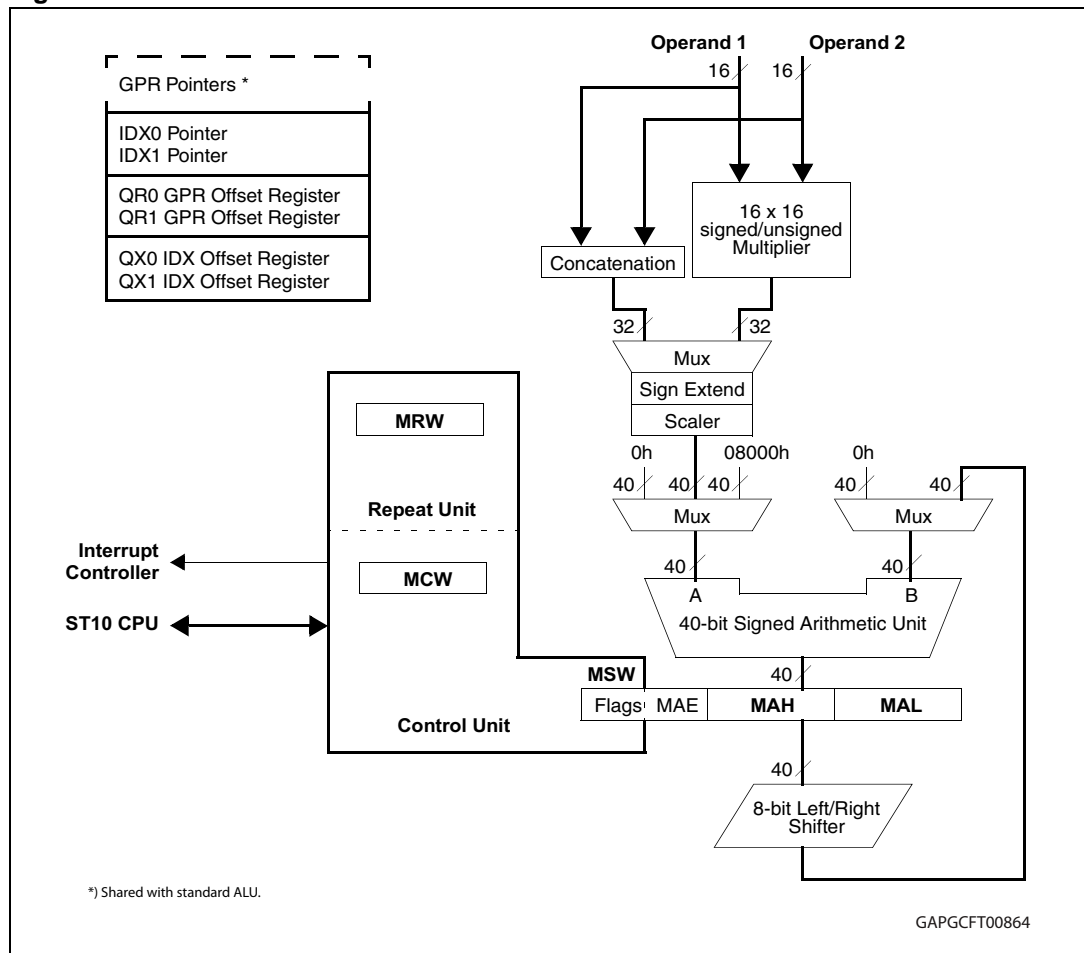 Operand 1 Operand 2
16 16
GPR Pointers *
IDX0 Pointer
IDX1 Pointer
QR0 GPR Offset Register
QR1 GPR Offset Register
QX0 IDX Offset Register
QX1 IDX Offset Register
16 x 16
signed/unsigned
Multiplier
Concatenation
32 32
Mux
Sign Extend
Scaler
0h 08000h 0h
40 40 40 40 40
Mux Mux
MRW
Repeat Unit
Interrupt
Controller
MCW
ST10 CPU
40 40
A B
40-bit Signed Arithmetic Unit
40
MSW
Flags MAE MAH MAL
Control Unit
40
8-bit Left/Right
Shifter
*) Shared with standard ALU.
GAPGCFT00864